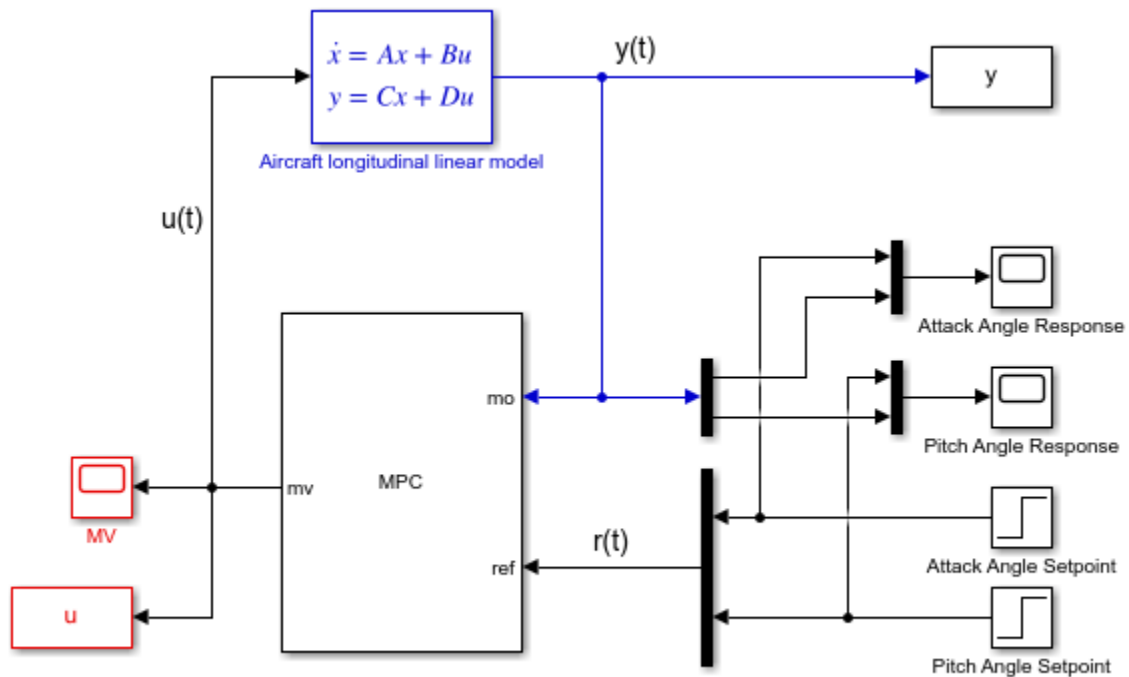 ẋ = Ax + Bu
y = Cx + Du
Aircraft longitudinal linear model
y(t)
y
u(t)
Attack Angle Response
mo
Pitch Angle Response
MPC
mv
MV
Attack Angle Setpoint
r(t)
ref
u
Pitch Angle Setpoint